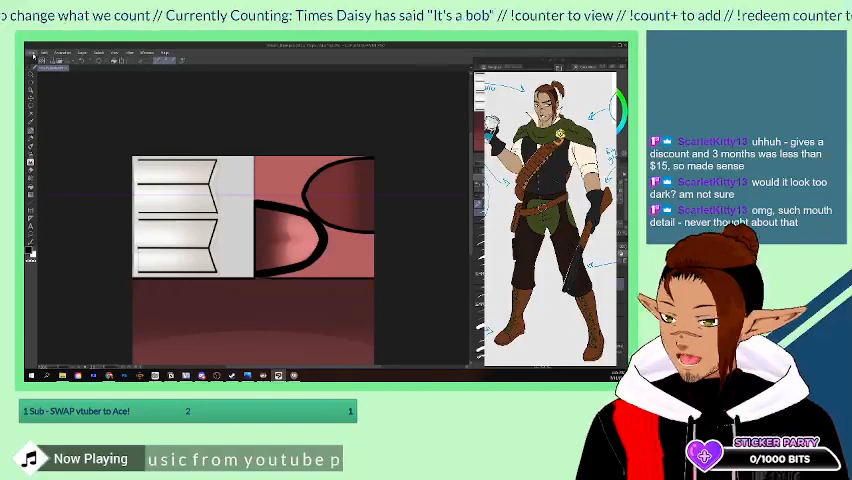 o change what we count // Currently Counting: Times Daisy has said "It's a bob" // !counter to view // !count+ to add // !redeem counter to
ScarletKitty13 uhhuh - gives a
discount and 3 months was less than
$15, so made sense
ScarletKitty13 would it look too
dark? am not sure
ScarletKitty13 omg, such mouth
detail - never thought about that
1 Sub - SWAP vtuber to Ace! 2 1
Now Playing usic from youtube p
STICKER PARTY
0/1000 BITS